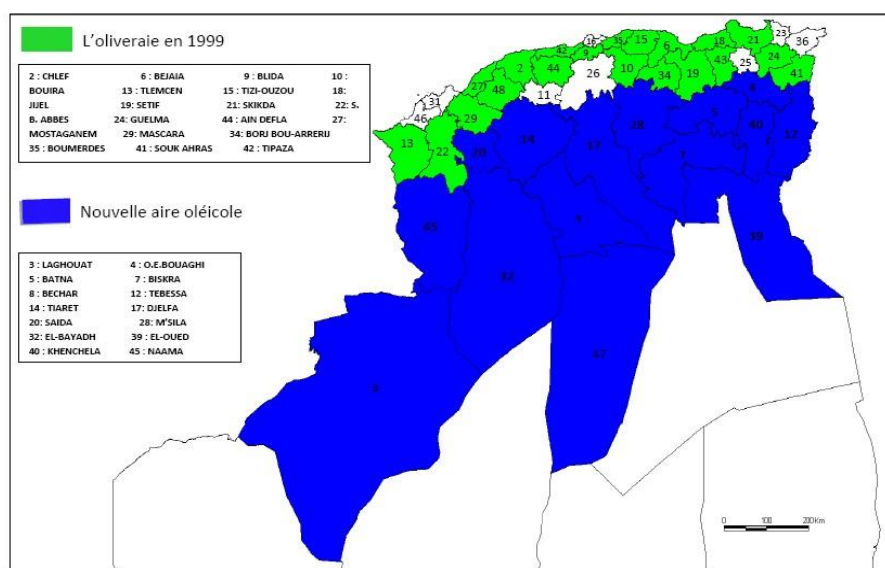 L'oliveraie en 1999
2 : CHLEF 6 : BEJAIA 9 : BLIDA 10 :
BOUIRA 13 : TLEMCEN 15 : TIZI-OUZOU 18:
JIJEL 19: SETIF 21: SKIKDA 22: S.
B. ABBES 24: GUELMA 44 : AIN DEFLA 27:
MOSTAGANEM 29: MASCARA 34: BORJ BOU-ARRERIJ
35 : BOUMERDES 41 : SOUK AHRAS 42 : TIPAZA
Nouvelle aire oléicole
3 : LAGHOUAT 4 : O.E.BOUAGHI
5 : BATNA 7 : BISKRA
8 : BECHAR 12 : TEBESSA
14 : TIARET 17: DJELFA
20: SAIDA 28: M'SILA
32: EL-BAYADH 39 :EL-OUED
40 : KHENCHELA 45 : NAAMA
16 35 15 6 18 21 23 36
42 9 10 34 19 43 25 24 41
2 44 26
27 48 11
31 46 29
13 22
20 14 17 28 5 4 40 12
7
45 3 39
32
47
0 100 200 Km